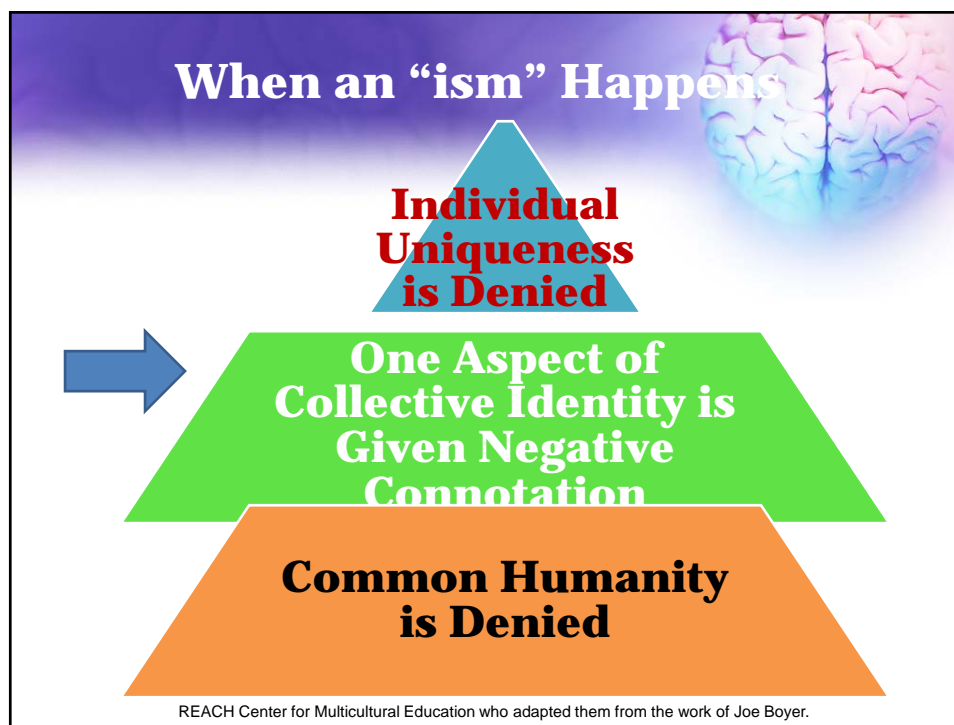 When an “ism” Happens
Individual
Uniqueness
is Denied
One Aspect of
Collective Identity is
Given Negative
Connotation
Common Humanity
is Denied
REACH Center for Multicultural Education who adapted them from the work of Joe Boyer.